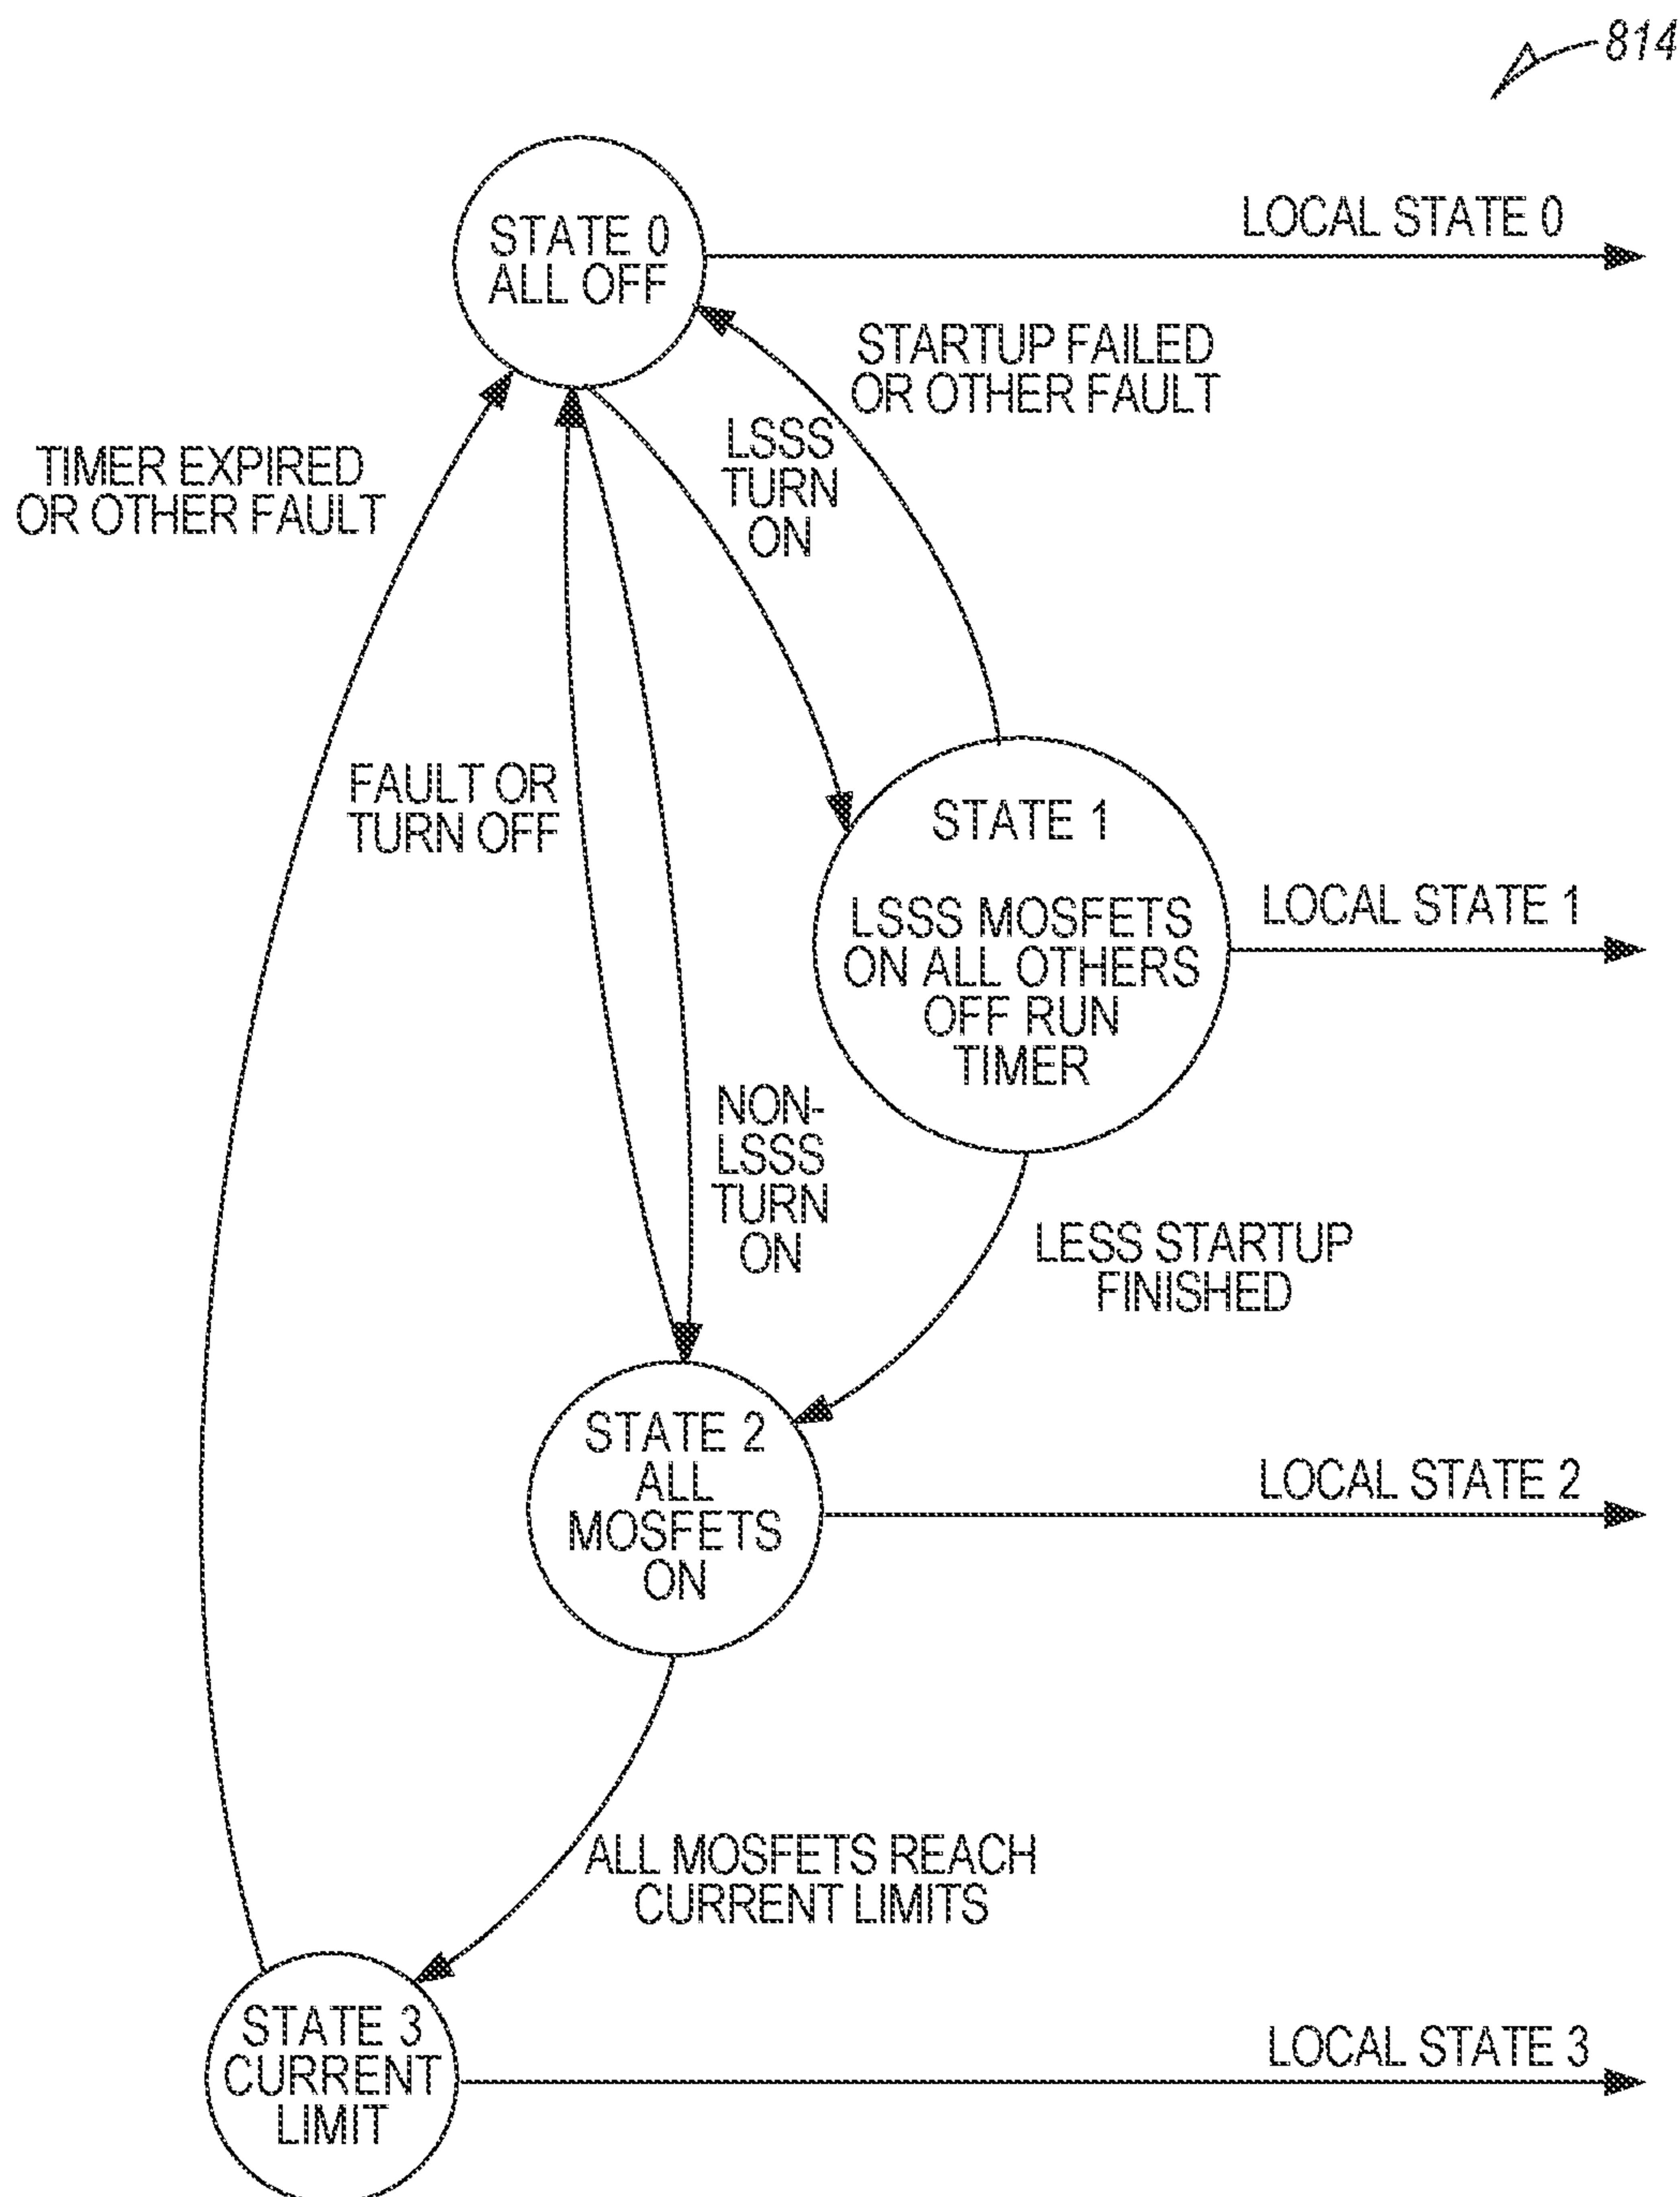 814
STATE 0
ALL OFF
LOCAL STATE 0
STARTUP FAILED
OR OTHER FAULT
LSSS
TURN
ON
TIMER EXPIRED
OR OTHER FAULT
FAULT OR
TURN OFF
STATE 1
LSSS MOSFETS
ON ALL OTHERS
OFF RUN
TIMER
LOCAL STATE 1
NON-
LSSS
TURN
ON
LESS STARTUP
FINISHED
STATE 2
ALL
MOSFETS
ON
LOCAL STATE 2
ALL MOSFETS REACH
CURRENT LIMITS
STATE 3
CURRENT
LIMIT
LOCAL STATE 3